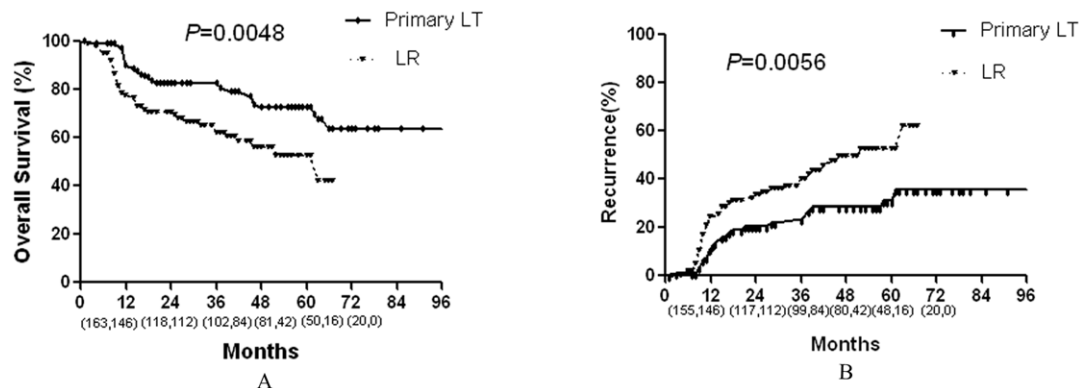 Overall Survival (%)
100
80
60
40
20
0
P=0.0048
Primary LT
LR
0 12 24 36 48 60 72 84 96
(163,146) (118,112) (102,84) (81,42) (50,16) (20,0)
Months
A
Recurrence(%)
100
80
60
40
20
0
P=0.0056
Primary LT
LR
0 12 24 36 48 60 72 84 96
(155,146) (117,112) (99,84) (80,42) (48,16) (20,0)
Months
B